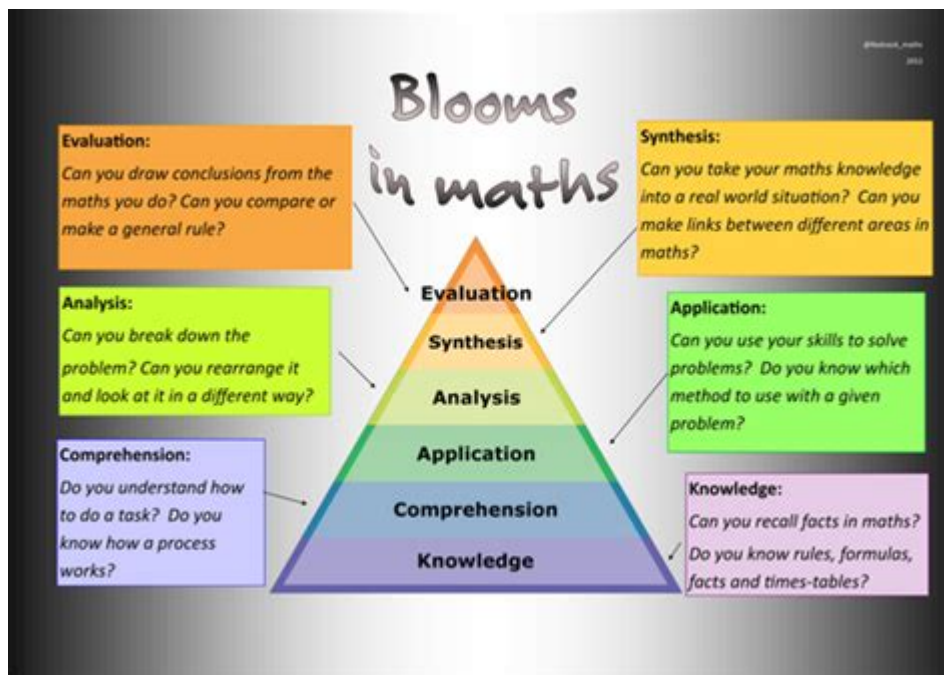 @Redrock_maths
2012
Blooms
in maths
Evaluation:
Can you draw conclusions from the
maths you do? Can you compare or
make a general rule?
Synthesis:
Can you take your maths knowledge
into a real world situation?  Can you
make links between different areas in
maths?
Analysis:
Can you break down the
problem? Can you rearrange it
and look at it in a different way?
Application:
Can you use your skills to solve
problems?  Do you know which
method to use with a given
problem?
Comprehension:
Do you understand how
to do a task?  Do you
know how a process
works?
Knowledge:
Can you recall facts in maths?
Do you know rules, formulas,
facts and times-tables?
Evaluation
Synthesis
Analysis
Application
Comprehension
Knowledge